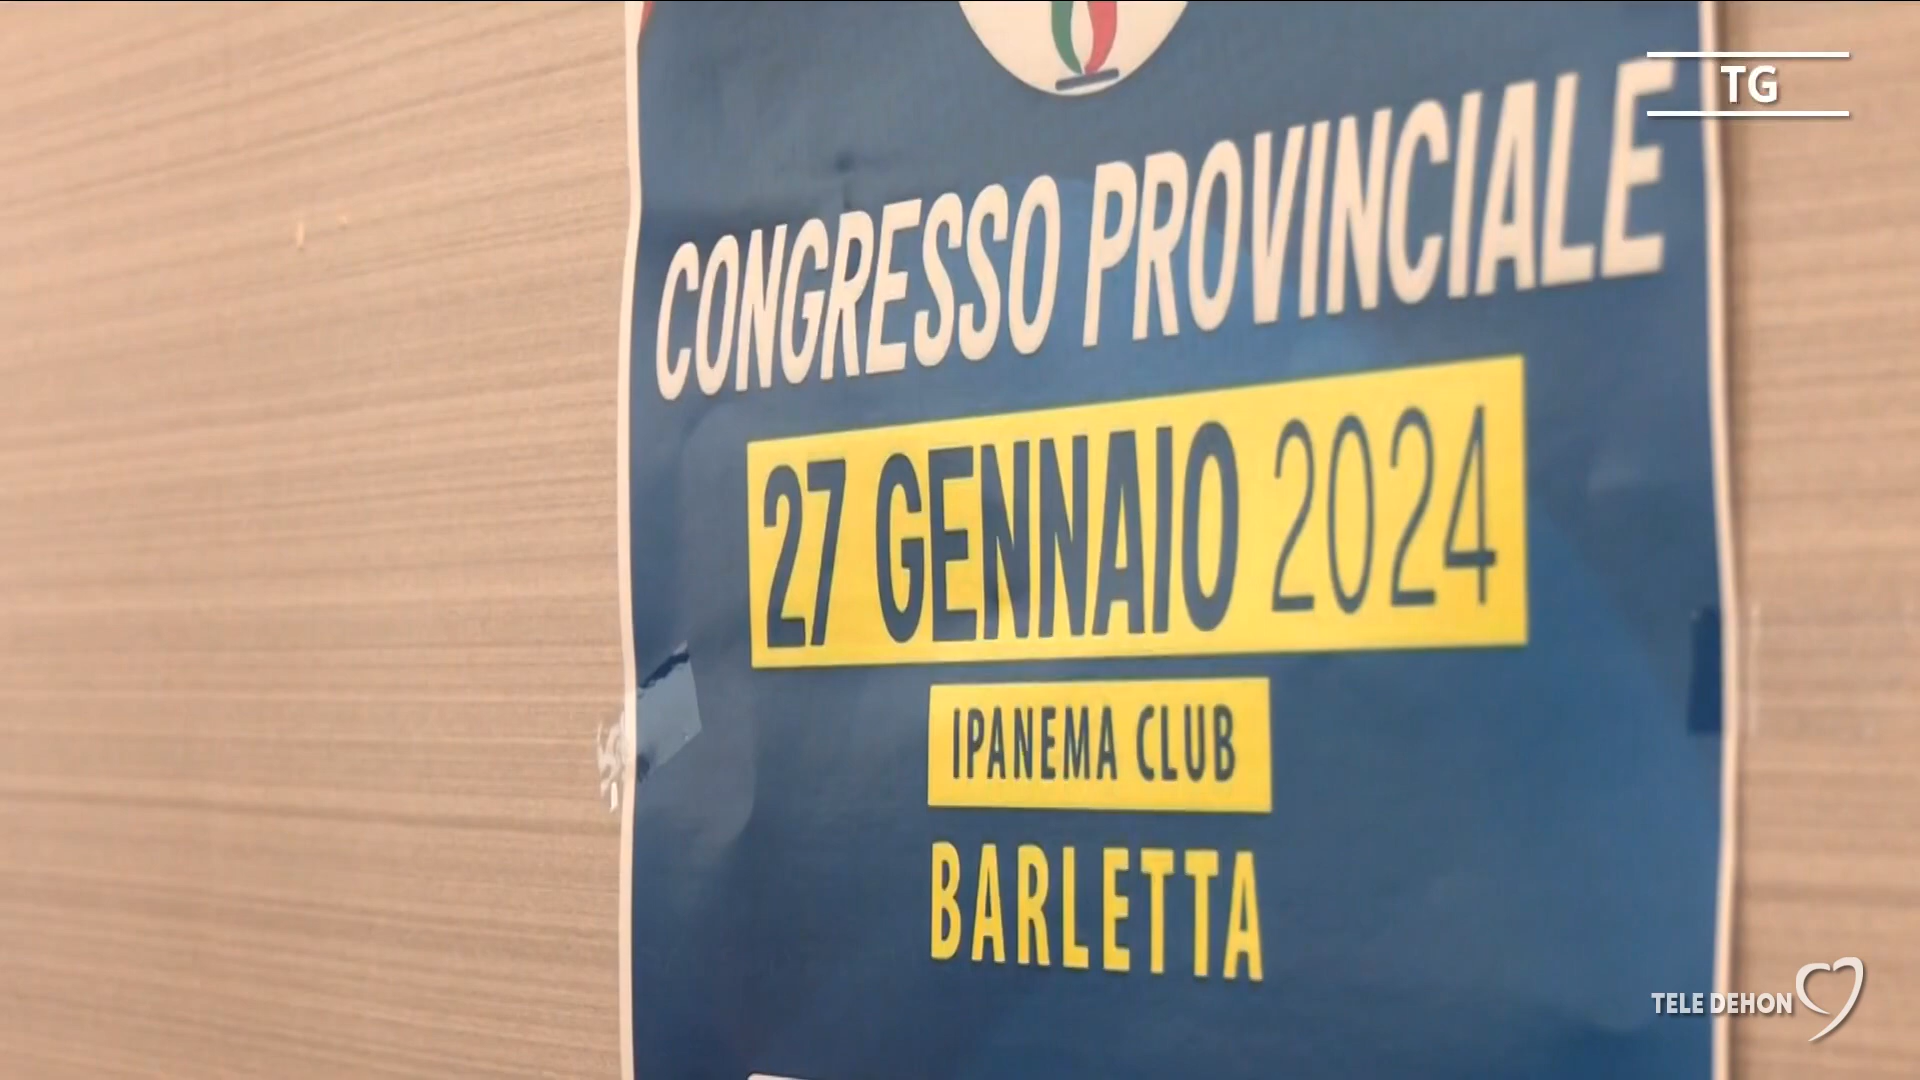 TG
CONGRESSO PROVINCIALE
27 GENNAIO 2024
IPANEMA CLUB
BARLETTA
TELE DEHON